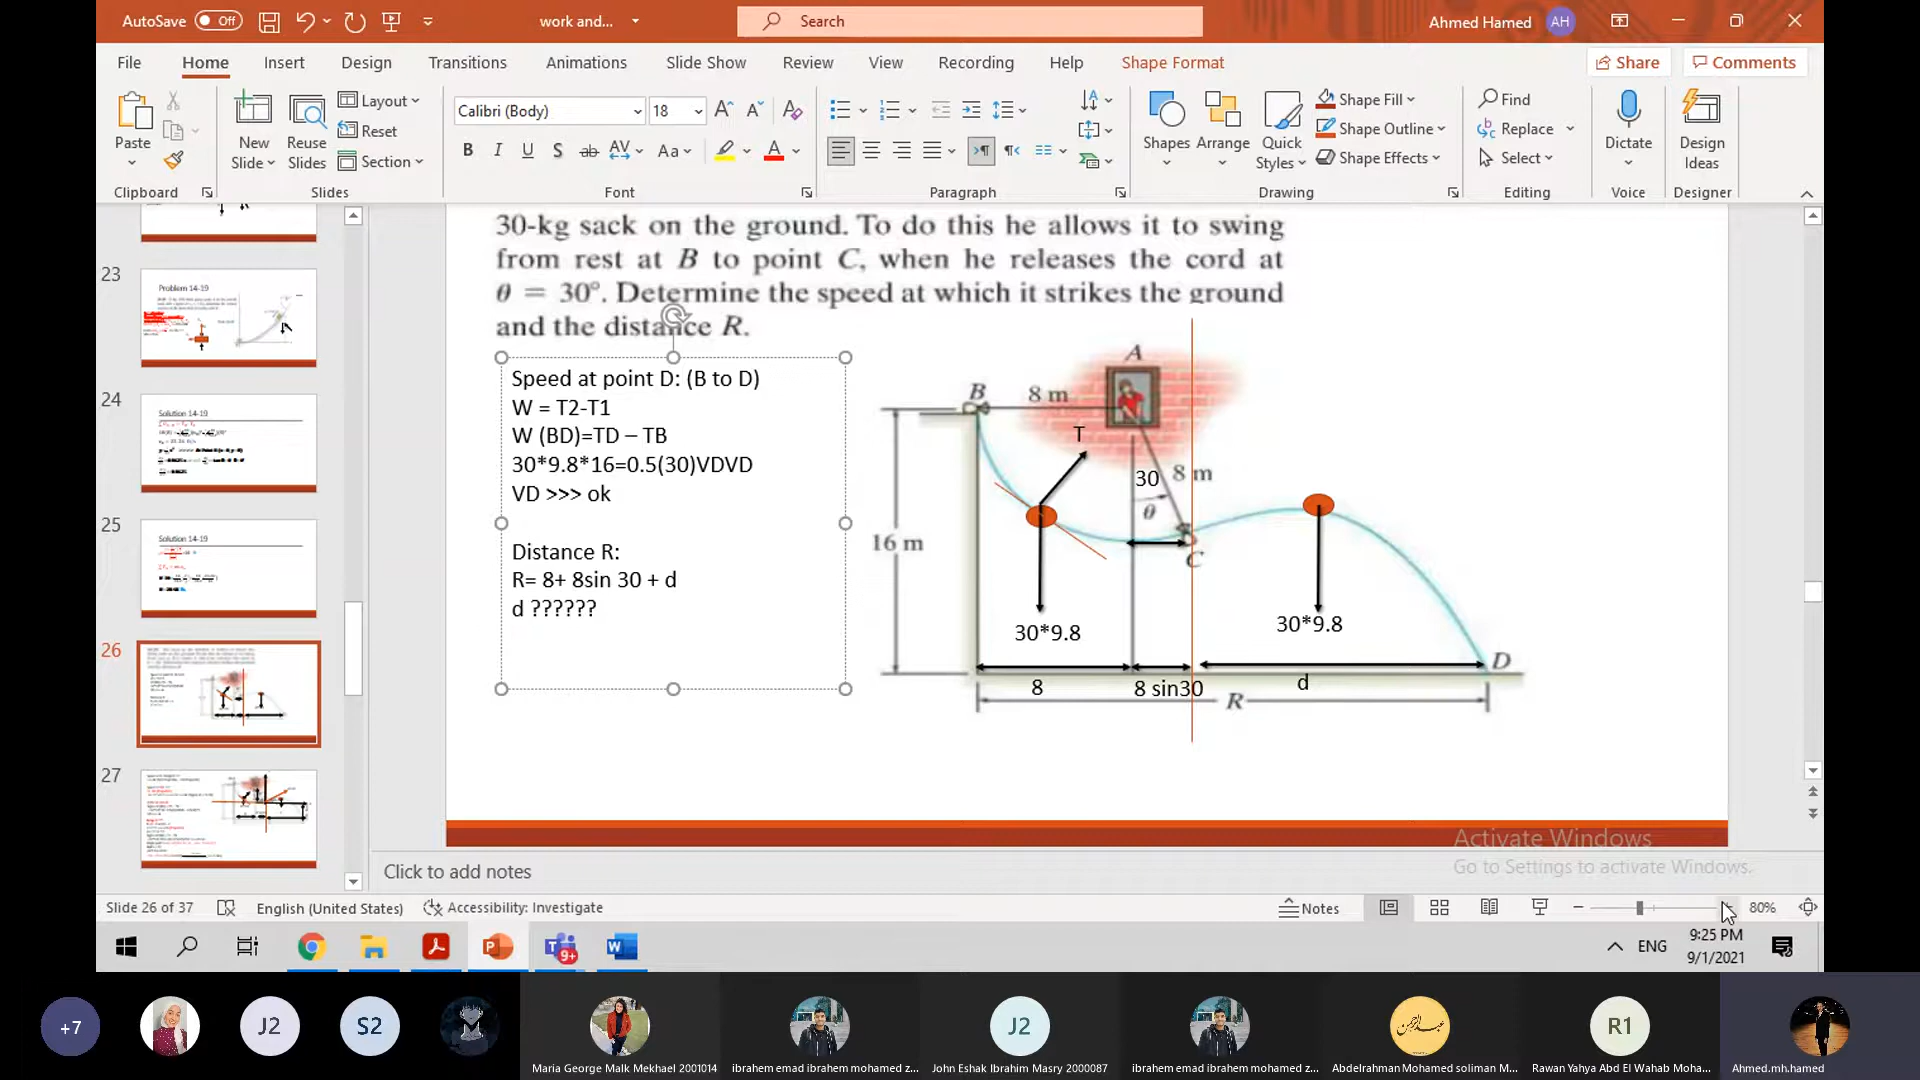 AutoSave Off work and... Search Ahmed Hamed AH
File Home Insert Design Transitions Animations Slide Show Review View Recording Help Shape Format Share Comments
Paste
Clipboard
New Slide
Reuse Slides
Layout
Reset
Section
Slides
Calibri (Body) 18
Font
Paragraph
Shapes
Arrange
Quick Styles
Shape Fill
Shape Outline
Shape Effects
Drawing
Find
Replace
Select
Editing
Dictate
Voice
Design Ideas
Designer
23
Problem 14-19
24
Solution 14-19
25
Solution 14-19
26
27
30-kg sack on the ground. To do this he allows it to swing
from rest at B to point C, when he releases the cord at
θ = 30°. Determine the speed at which it strikes the ground
and the distance R.
Speed at point D: (B to D)
W = T2-T1
W (BD)=TD – TB
30*9.8*16=0.5(30)VDVD
VD >>> ok
Distance R:
R= 8+ 8sin 30 + d
d ??????
A
B
8 m
T
30
8 m
θ
16 m
C
30*9.8
30*9.8
D
8
8 sin30
d
R
Activate Windows
Go to Settings to activate Windows.
Click to add notes
Slide 26 of 37 English (United States) Accessibility: Investigate Notes 80%
9+
ENG
9:25 PM
9/1/2021
+7
J2
S2
J2
عبدالرحمن
R1
Maria George Malk Mekhael 2001014
ibrahem emad ibrahem mohamed z...
John Eshak Ibrahim Masry 2000087
ibrahem emad ibrahem mohamed z...
Abdelrahman Mohamed soliman M...
Rawan Yahya Abd El Wahab Moha...
Ahmed.mh.hamed